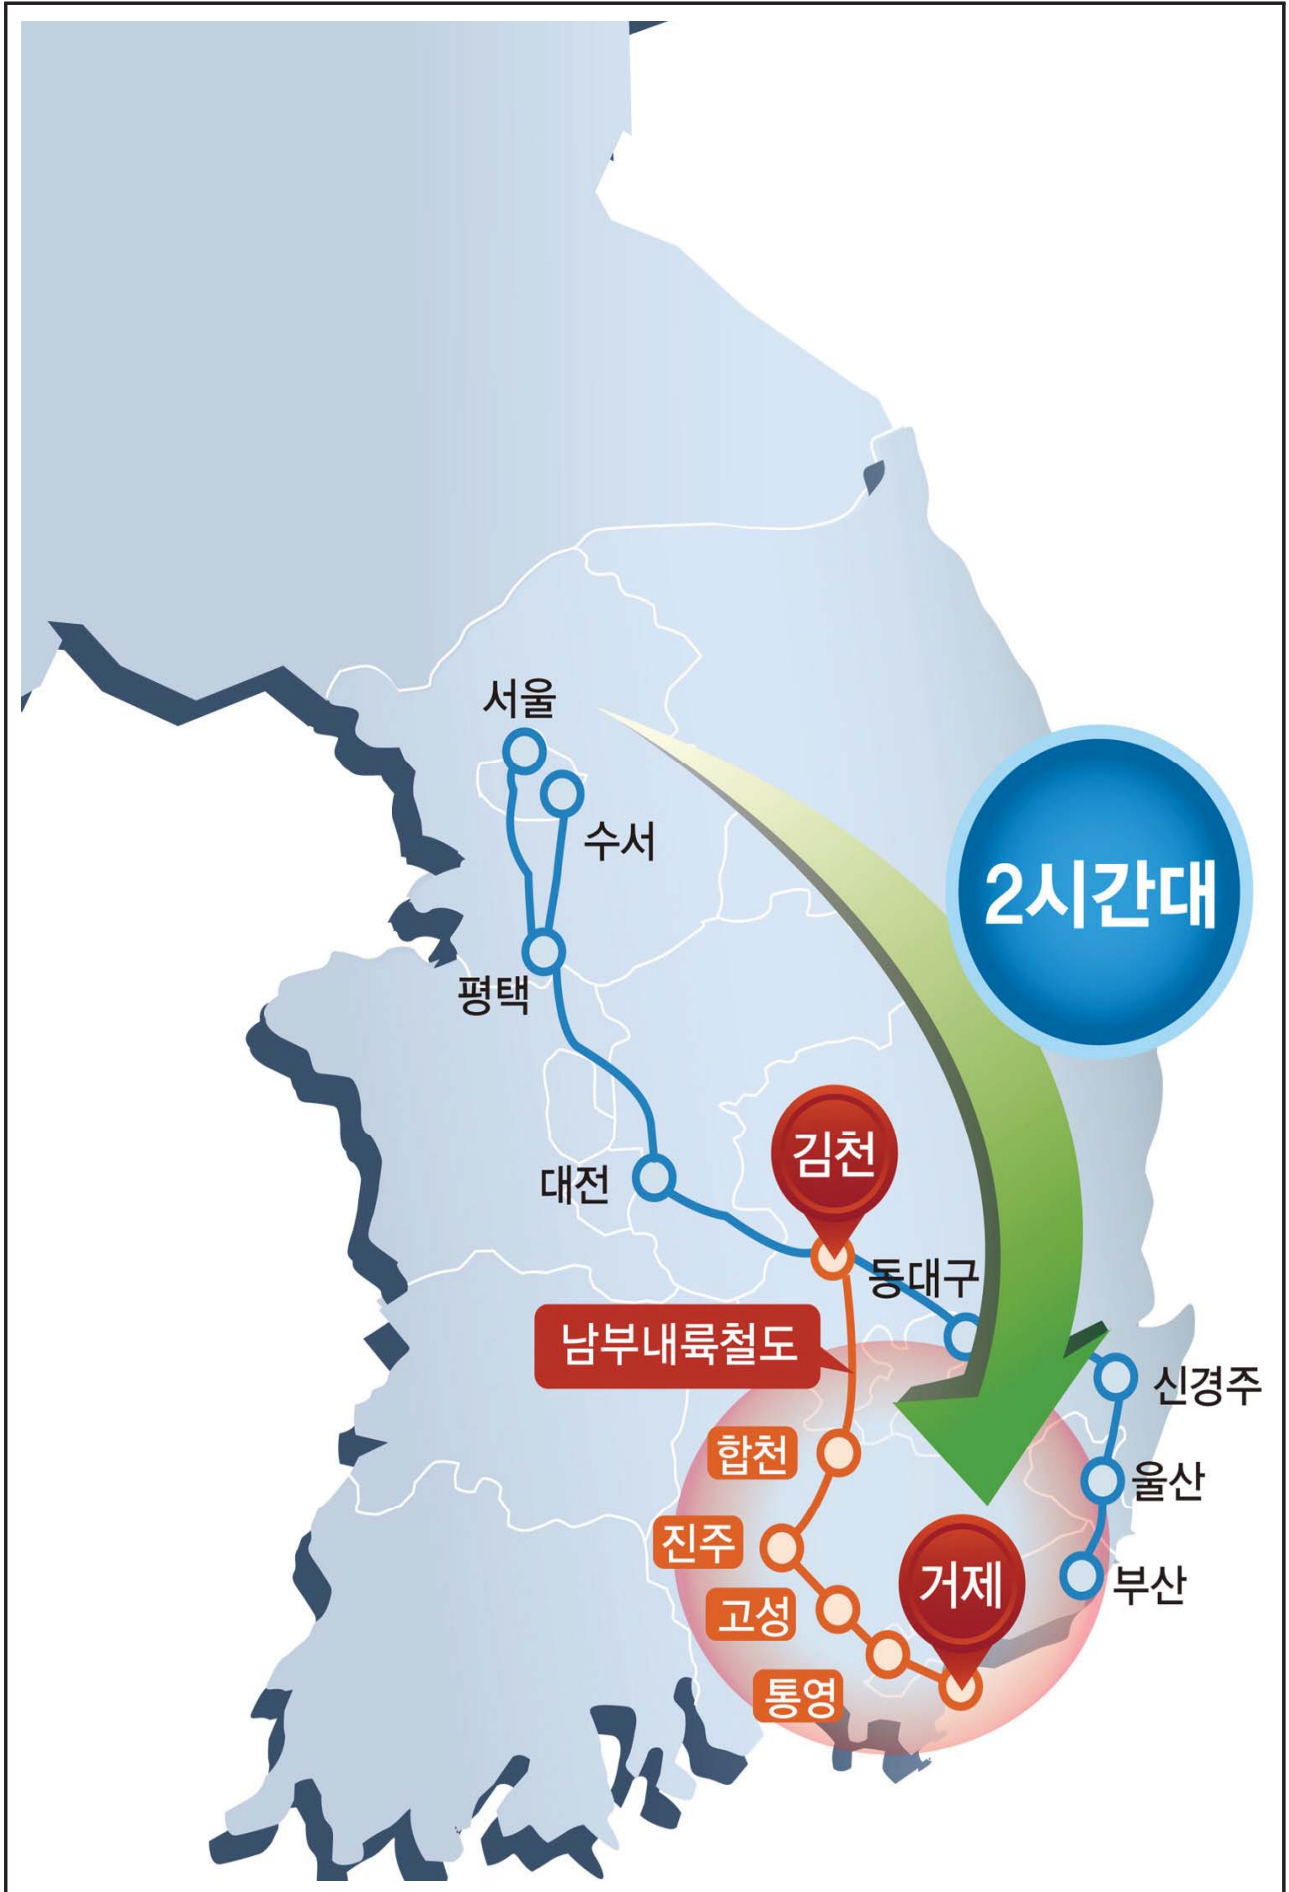 서울
수서
2시간대
평택
김천
대전
동대구
남부내륙철도
신경주
합천
울산
진주
거제
부산
고성
통영